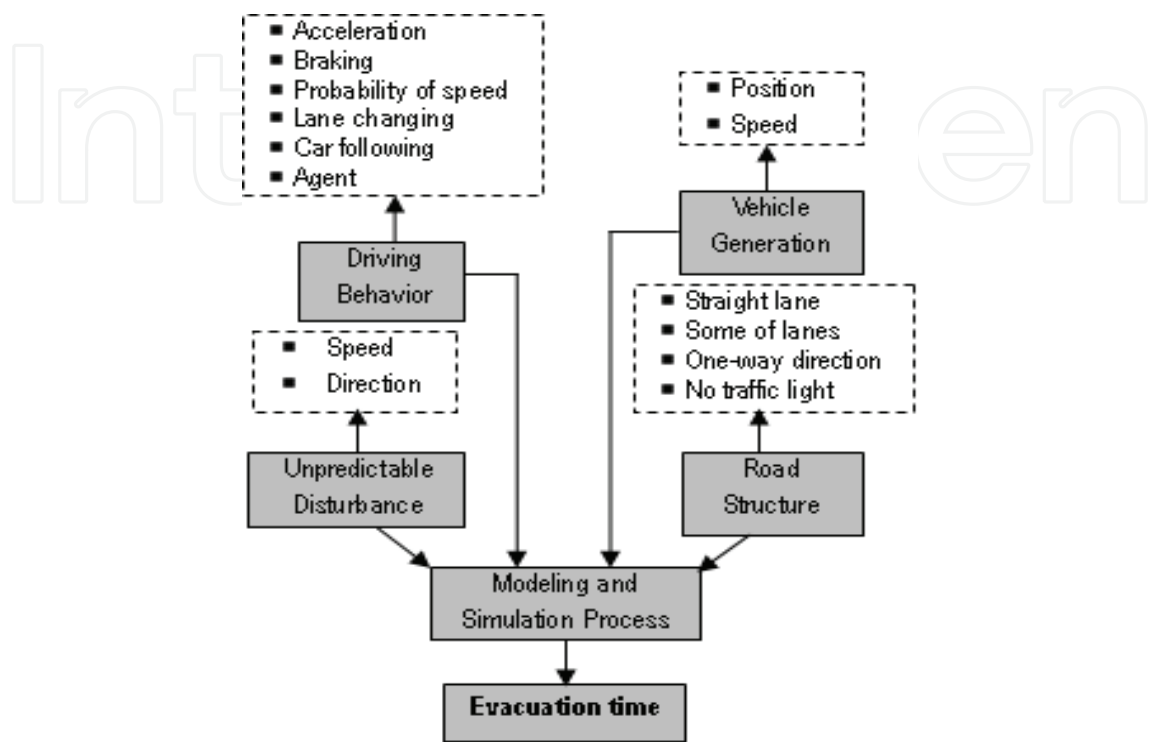 Int
en
■ Acceleration
■ Braking
■ Probability of speed
■ Lane changing
■ Car following
■ Agent
■ Position
■ Speed
Vehicle
Generation
Driving
Behavior
■ Straight lane
■ Some of lanes
■ One-way direction
■ No traffic light
■ Speed
■ Direction
Unpredictable
Disturbance
Road
Structure
Modeling and
Simulation Process
Evacuation time